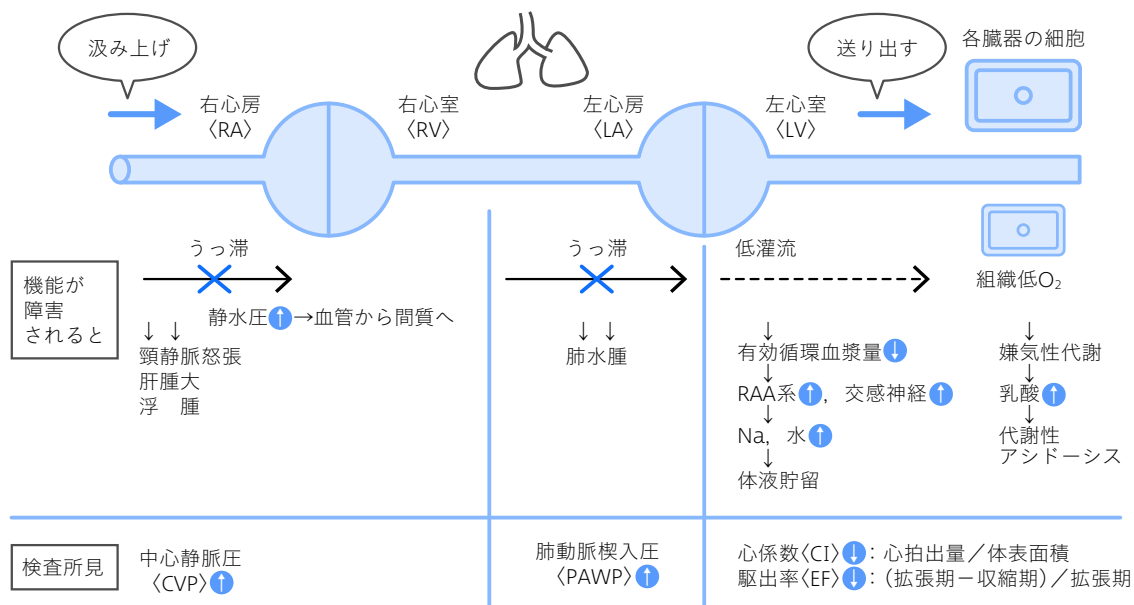 汲み上げ
送り出す
各臓器の細胞
右心房
〈RA〉
右心室
〈RV〉
左心房
〈LA〉
左心室
〈LV〉
機能が
障害
されると
うっ滞
静水圧↑→血管から間質へ
↓ ↓
頸静脈怒張
肝腫大
浮　腫
うっ滞
↓ ↓
肺水腫
低灌流
↓
有効循環血漿量↓
↓
RAA系↑, 交感神経↑
↓
Na, 水↑
↓
体液貯留
組織低O₂
↓
嫌気性代謝
↓
乳酸↑
↓
代謝性
アシドーシス
検査所見
中心静脈圧
〈CVP〉↑
肺動脈楔入圧
〈PAWP〉↑
心係数〈CI〉↓：心拍出量／体表面積
駆出率〈EF〉↓：(拡張期－収縮期)／拡張期